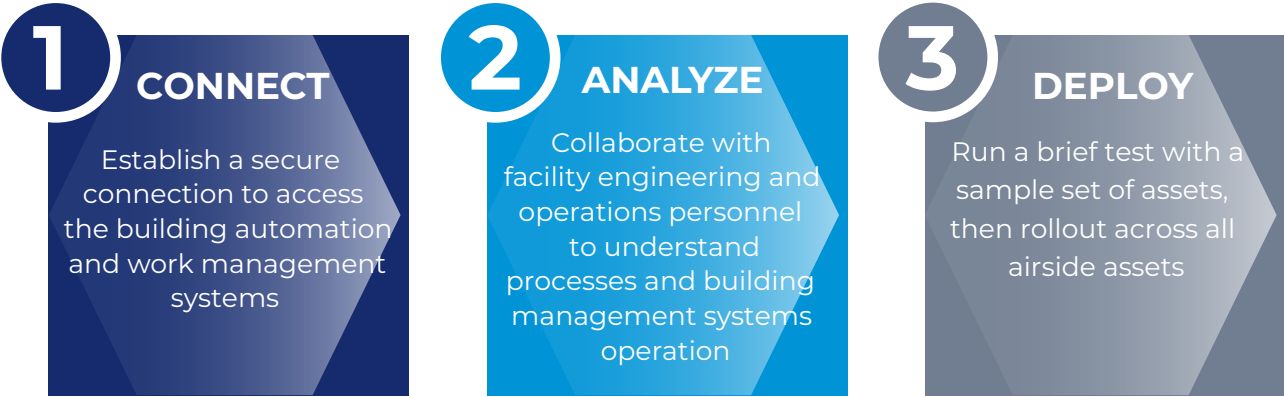 1
CONNECT
Establish a secure
connection to access
the building automation
and work management
systems
2
ANALYZE
Collaborate with
facility engineering and
operations personnel
to understand
processes and building
management systems
operation
3
DEPLOY
Run a brief test with a
sample set of assets,
then rollout across all
airside assets